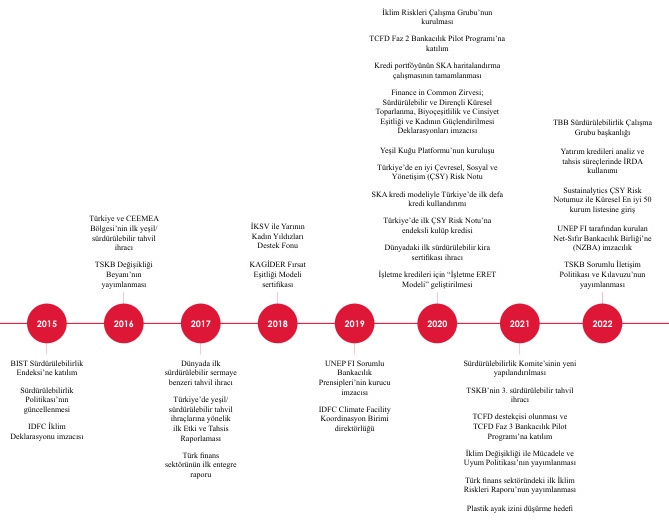 İklim Riskleri Çalışma Grubu’nun
kurulması
TCFD Faz 2 Bankacılık Pilot Programı’na
katılım
Kredi portföyünün SKA haritalandırma
çalışmasının tamamlanması
Finance in Common Zirvesi;
Sürdürülebilir ve Dirençli Küresel
Toparlanma, Biyoçeşitlilik ve Cinsiyet
Eşitliği ve Kadının Güçlendirilmesi
Deklarasyonları imzacısı
Yeşil Kuğu Platformu’nun kuruluşu
Türkiye’de en iyi Çevresel, Sosyal ve
Yönetişim (ÇSY) Risk Notu
SKA kredi modeliyle Türkiye’de ilk defa
kredi kullandırımı
Türkiye’de ilk ÇSY Risk Notu’na
endeksli kulüp kredisi
Dünyadaki ilk sürdürülebilir kira
sertifikası ihracı
İşletme kredileri için “İşletme ERET
Modeli” geliştirilmesi
TBB Sürdürülebilirlik Çalışma
Grubu başkanlığı
Yatırım kredileri analiz ve
tahsis süreçlerinde İRDA
kullanımı
Sustainalytics ÇSY Risk
Notumuz ile Küresel En İyi 50
kurum listesine giriş
UNEP FI tarafından kurulan
Net-Sıfır Bankacılık Birliği’ne
(NZBA) imzacılık
TSKB Sorumlu İletişim
Politikası ve Kılavuzu’nun
yayımlanması
Türkiye ve CEEMEA
Bölgesi’nin ilk yeşil/
sürdürülebilir tahvil
ihracı
TSKB Değişikliği
Beyanı’nın
yayımlanması
İKSV ile Yarının
Kadın Yıldızları
Destek Fonu
KAGİDER Fırsat
Eşitliği Modeli
sertifikası
2015
2016
2017
2018
2019
2020
2021
2022
BIST Sürdürülebilirlik
Endeksi’ne katılım
Sürdürülebilirlik
Politikası’nın
güncellenmesi
IDFC İklim
Deklarasyonu imzacısı
Dünyada ilk
sürdürülebilir sermaye
benzeri tahvil ihracı
Türkiye’de yeşil/
sürdürülebilir tahvil
ihraçlarına yönelik
ilk Etki ve Tahsis
Raporlaması
Türk finans
sektörünün ilk entegre
raporu
UNEP FI Sorumlu
Bankacılık
Prensipleri’nin kurucu
imzacısı
IDFC Climate Facility
Koordinasyon Birimi
direktörlüğü
Sürdürülebilirlik Komite’sinin yeni
yapılandırılması
TSKB’nin 3. sürdürülebilir tahvil
ihracı
TCFD destekçisi olunması ve
TCFD Faz 3 Bankacılık Pilot
Programı’na katılım
İklim Değişikliği ile Mücadele ve
Uyum Politikası’nın yayımlanması
Türk finans sektöründeki ilk İklim
Riskleri Raporu’nun yayımlanması
Plastik ayak izini düşürme hedefi